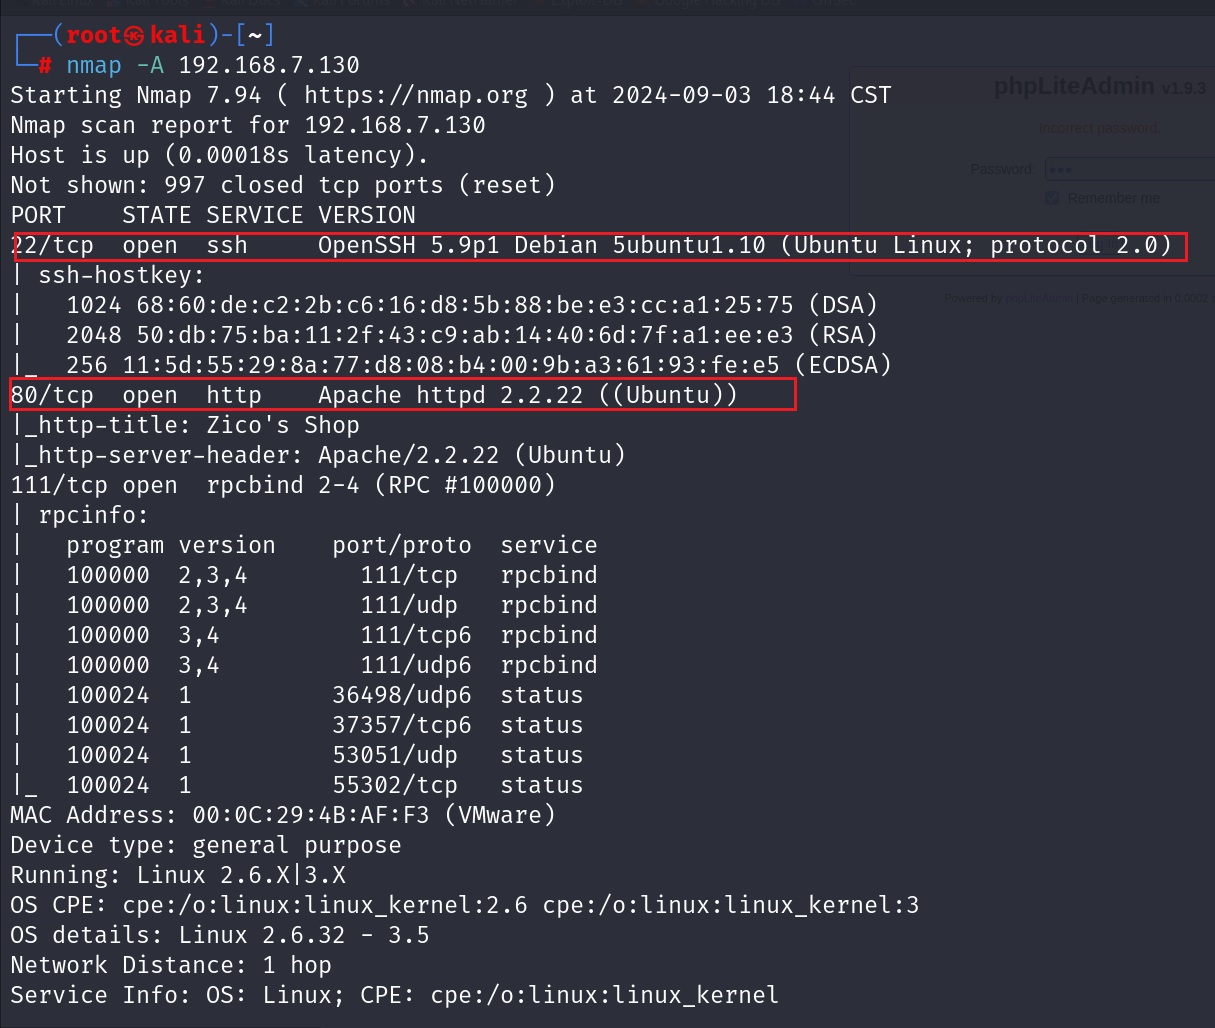 ┌──(root㉿kali)-[~]
└─# nmap -A 192.168.7.130
Starting Nmap 7.94 ( https://nmap.org ) at 2024-09-03 18:44 CST
Nmap scan report for 192.168.7.130
Host is up (0.00018s latency).
Not shown: 997 closed tcp ports (reset)
PORT    STATE SERVICE VERSION
22/tcp  open  ssh     OpenSSH 5.9p1 Debian 5ubuntu1.10 (Ubuntu Linux; protocol 2.0)
| ssh-hostkey:
|   1024 68:60:de:c2:2b:c6:16:d8:5b:88:be:e3:cc:a1:25:75 (DSA)
|   2048 50:db:75:ba:11:2f:43:c9:ab:14:40:6d:7f:a1:ee:e3 (RSA)
|_  256 11:5d:55:29:8a:77:d8:08:b4:00:9b:a3:61:93:fe:e5 (ECDSA)
80/tcp  open  http    Apache httpd 2.2.22 ((Ubuntu))
|_http-title: Zico's Shop
|_http-server-header: Apache/2.2.22 (Ubuntu)
111/tcp open  rpcbind 2-4 (RPC #100000)
| rpcinfo:
|   program version    port/proto  service
|   100000  2,3,4        111/tcp   rpcbind
|   100000  2,3,4        111/udp   rpcbind
|   100000  3,4          111/tcp6  rpcbind
|   100000  3,4          111/udp6  rpcbind
|   100024  1          36498/udp6  status
|   100024  1          37357/tcp6  status
|   100024  1          53051/udp   status
|_  100024  1          55302/tcp   status
MAC Address: 00:0C:29:4B:AF:F3 (VMware)
Device type: general purpose
Running: Linux 2.6.X|3.X
OS CPE: cpe:/o:linux:linux_kernel:2.6 cpe:/o:linux:linux_kernel:3
OS details: Linux 2.6.32 - 3.5
Network Distance: 1 hop
Service Info: OS: Linux; CPE: cpe:/o:linux:linux_kernel
phpLiteAdmin v1.9.3
Incorrect password.
Password:
Remember me
Powered by phpLiteAdmin | Page generated in